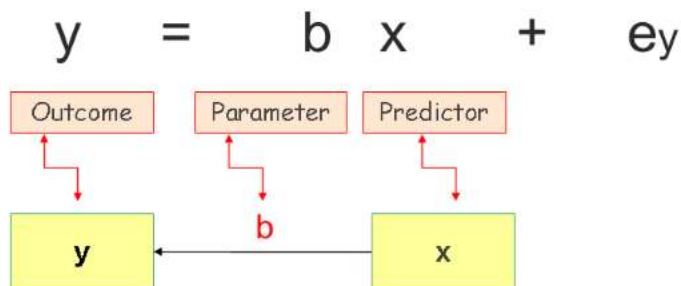 y = b x + ey
Outcome Parameter Predictor
b
y x